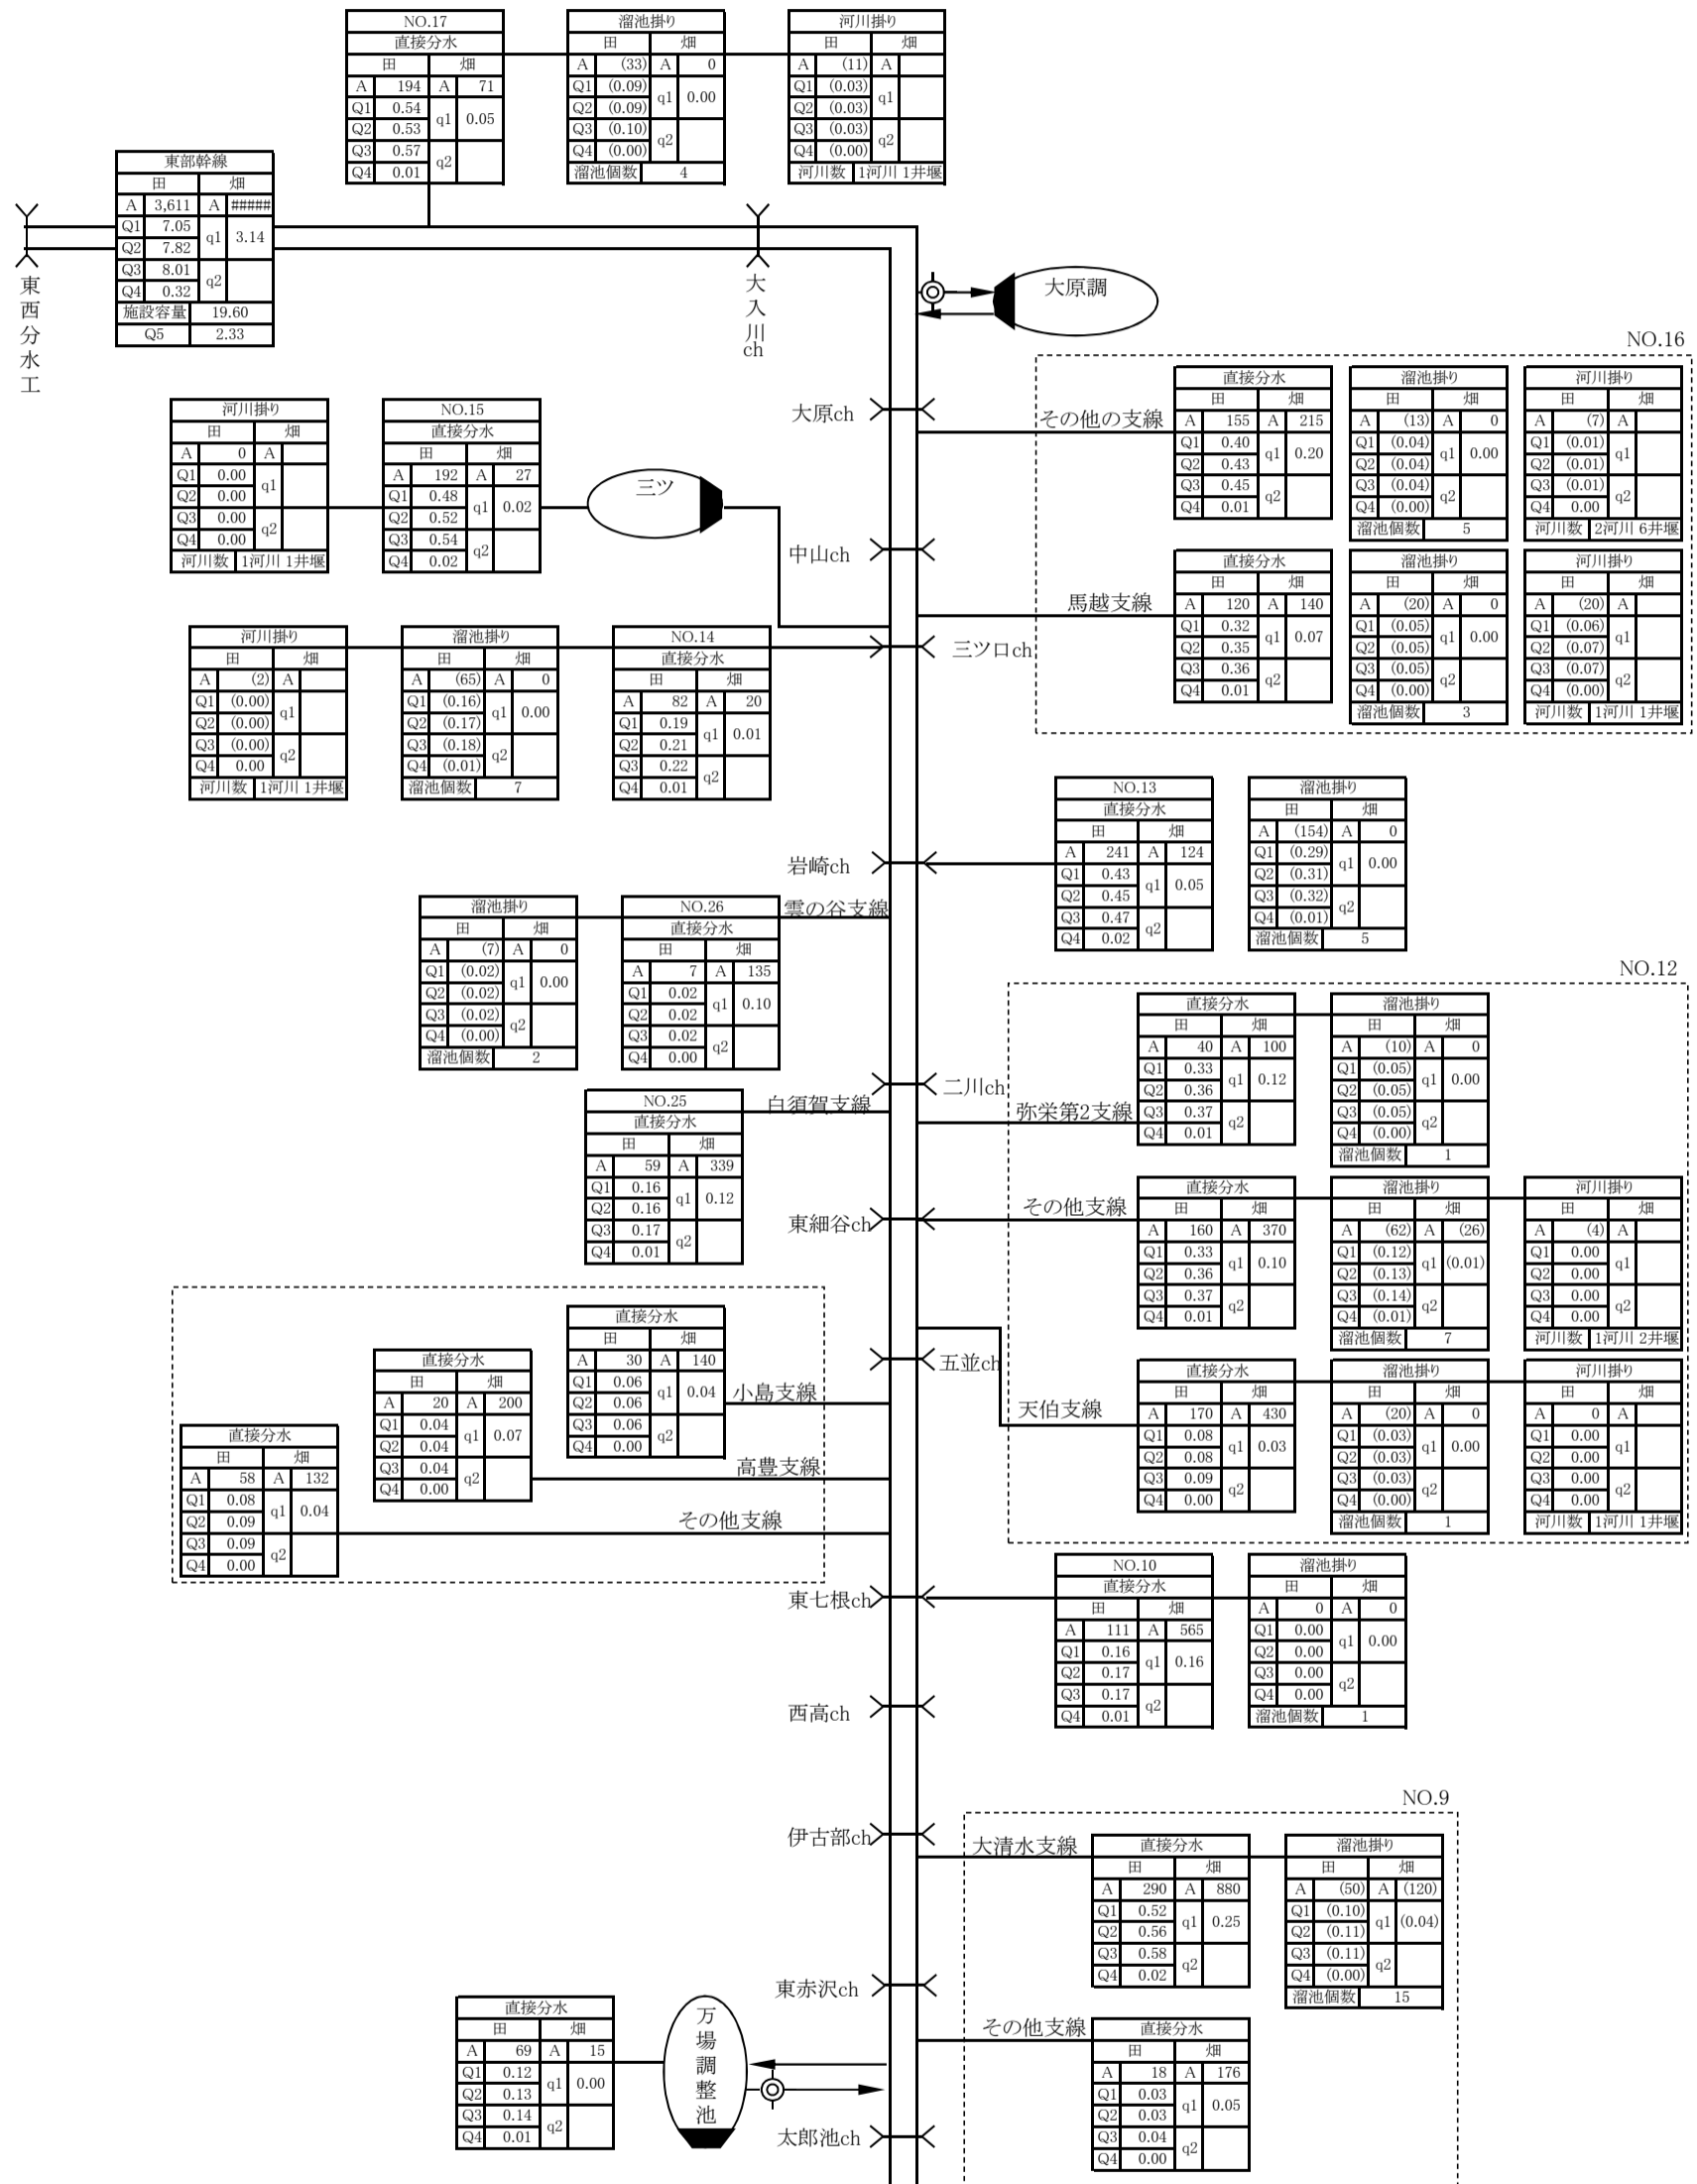 NO.17
直接分水
田 畑
A 194 A 71
Q1 0.54 q1 0.05
Q2 0.53
Q3 0.57 q2
Q4 0.01
溜池掛り
田 畑
A (33) A 0
Q1 (0.09) q1 0.00
Q2 (0.09)
Q3 (0.10) q2
Q4 (0.00)
溜池個数 4
河川掛り
田 畑
A (11) A
Q1 (0.03) q1
Q2 (0.03)
Q3 (0.03) q2
Q4 (0.00)
河川数 1河川 1井堰
東部幹線
田 畑
A 3,611 A #####
Q1 7.05 q1 3.14
Q2 7.82
Q3 8.01 q2
Q4 0.32
施設容量 19.60
Q5 2.33
東西分水工
大入川ch
大原調
NO.16
大原ch
その他の支線
直接分水
田 畑
A 155 A 215
Q1 0.40 q1 0.20
Q2 0.43
Q3 0.45 q2
Q4 0.01
溜池掛り
田 畑
A (13) A 0
Q1 (0.04) q1 0.00
Q2 (0.04)
Q3 (0.04) q2
Q4 (0.00)
溜池個数 5
河川掛り
田 畑
A (7) A
Q1 (0.01) q1
Q2 (0.01)
Q3 (0.01) q2
Q4 0.00
河川数 2河川 6井堰
河川掛り
田 畑
A 0 A
Q1 0.00 q1
Q2 0.00
Q3 0.00 q2
Q4 0.00
河川数 1河川 1井堰
NO.15
直接分水
田 畑
A 192 A 27
Q1 0.48 q1 0.02
Q2 0.52
Q3 0.54 q2
Q4 0.02
三ツ
中山ch
馬越支線
直接分水
田 畑
A 120 A 140
Q1 0.32 q1 0.07
Q2 0.35
Q3 0.36 q2
Q4 0.01
溜池掛り
田 畑
A (20) A 0
Q1 (0.05) q1 0.00
Q2 (0.05)
Q3 (0.05) q2
Q4 (0.00)
溜池個数 3
河川掛り
田 畑
A (20) A
Q1 (0.06) q1
Q2 (0.07)
Q3 (0.07) q2
Q4 (0.00)
河川数 1河川 1井堰
河川掛り
田 畑
A (2) A
Q1 (0.00) q1
Q2 (0.00)
Q3 (0.00) q2
Q4 0.00
河川数 1河川 1井堰
溜池掛り
田 畑
A (65) A 0
Q1 (0.16) q1 0.00
Q2 (0.17)
Q3 (0.18) q2
Q4 (0.01)
溜池個数 7
NO.14
直接分水
田 畑
A 82 A 20
Q1 0.19 q1 0.01
Q2 0.21
Q3 0.22 q2
Q4 0.01
三ツ口ch
岩崎ch
NO.13
直接分水
田 畑
A 241 A 124
Q1 0.43 q1 0.05
Q2 0.45
Q3 0.47 q2
Q4 0.02
溜池掛り
田 畑
A (154) A 0
Q1 (0.29) q1 0.00
Q2 (0.31)
Q3 (0.32) q2
Q4 (0.01)
溜池個数 5
溜池掛り
田 畑
A (7) A 0
Q1 (0.02) q1 0.00
Q2 (0.02)
Q3 (0.02) q2
Q4 (0.00)
溜池個数 2
NO.26
直接分水
田 畑
A 7 A 135
Q1 0.02 q1 0.10
Q2 0.02
Q3 0.02 q2
Q4 0.00
雲の谷支線
NO.12
二川ch
弥栄第2支線
直接分水
田 畑
A 40 A 100
Q1 0.33 q1 0.12
Q2 0.36
Q3 0.37 q2
Q4 0.01
溜池掛り
田 畑
A (10) A 0
Q1 (0.05) q1 0.00
Q2 (0.05)
Q3 (0.05) q2
Q4 (0.00)
溜池個数 1
NO.25
直接分水
田 畑
A 59 A 339
Q1 0.16 q1 0.12
Q2 0.16
Q3 0.17 q2
Q4 0.01
白須賀支線
東細谷ch
その他支線
直接分水
田 畑
A 160 A 370
Q1 0.33 q1 0.10
Q2 0.36
Q3 0.37 q2
Q4 0.01
溜池掛り
田 畑
A (62) A (26)
Q1 (0.12) q1 (0.01)
Q2 (0.13)
Q3 (0.14) q2
Q4 (0.01)
溜池個数 7
河川掛り
田 畑
A (4) A
Q1 0.00 q1
Q2 0.00
Q3 0.00 q2
Q4 0.00
河川数 1河川 2井堰
五並ch
天伯支線
直接分水
田 畑
A 170 A 430
Q1 0.08 q1 0.03
Q2 0.08
Q3 0.09 q2
Q4 0.00
溜池掛り
田 畑
A (20) A 0
Q1 (0.03) q1 0.00
Q2 (0.03)
Q3 (0.03) q2
Q4 (0.00)
溜池個数 1
河川掛り
田 畑
A 0 A
Q1 0.00 q1
Q2 0.00
Q3 0.00 q2
Q4 0.00
河川数 1河川 1井堰
直接分水
田 畑
A 30 A 140
Q1 0.06 q1 0.04
Q2 0.06
Q3 0.06 q2
Q4 0.00
小島支線
直接分水
田 畑
A 20 A 200
Q1 0.04 q1 0.07
Q2 0.04
Q3 0.04 q2
Q4 0.00
高豊支線
直接分水
田 畑
A 58 A 132
Q1 0.08 q1 0.04
Q2 0.09
Q3 0.09 q2
Q4 0.00
その他支線
東七根ch
NO.10
直接分水
田 畑
A 111 A 565
Q1 0.16 q1 0.16
Q2 0.17
Q3 0.17 q2
Q4 0.01
溜池掛り
田 畑
A 0 A 0
Q1 0.00 q1 0.00
Q2 0.00
Q3 0.00 q2
Q4 0.00
溜池個数 1
西高ch
NO.9
伊古部ch
大清水支線
直接分水
田 畑
A 290 A 880
Q1 0.52 q1 0.25
Q2 0.56
Q3 0.58 q2
Q4 0.02
溜池掛り
田 畑
A (50) A (120)
Q1 (0.10) q1 (0.04)
Q2 (0.11)
Q3 (0.11) q2
Q4 (0.00)
溜池個数 15
東赤沢ch
その他支線
直接分水
田 畑
A 18 A 176
Q1 0.03 q1 0.05
Q2 0.03
Q3 0.04 q2
Q4 0.00
直接分水
田 畑
A 69 A 15
Q1 0.12 q1 0.00
Q2 0.13
Q3 0.14 q2
Q4 0.01
万場調整池
太郎池ch